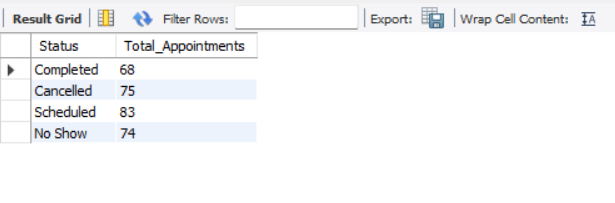 Result Grid Filter Rows: Export: Wrap Cell Content: IA
Status Total_Appointments
Completed 68
Cancelled 75
Scheduled 83
No Show 74